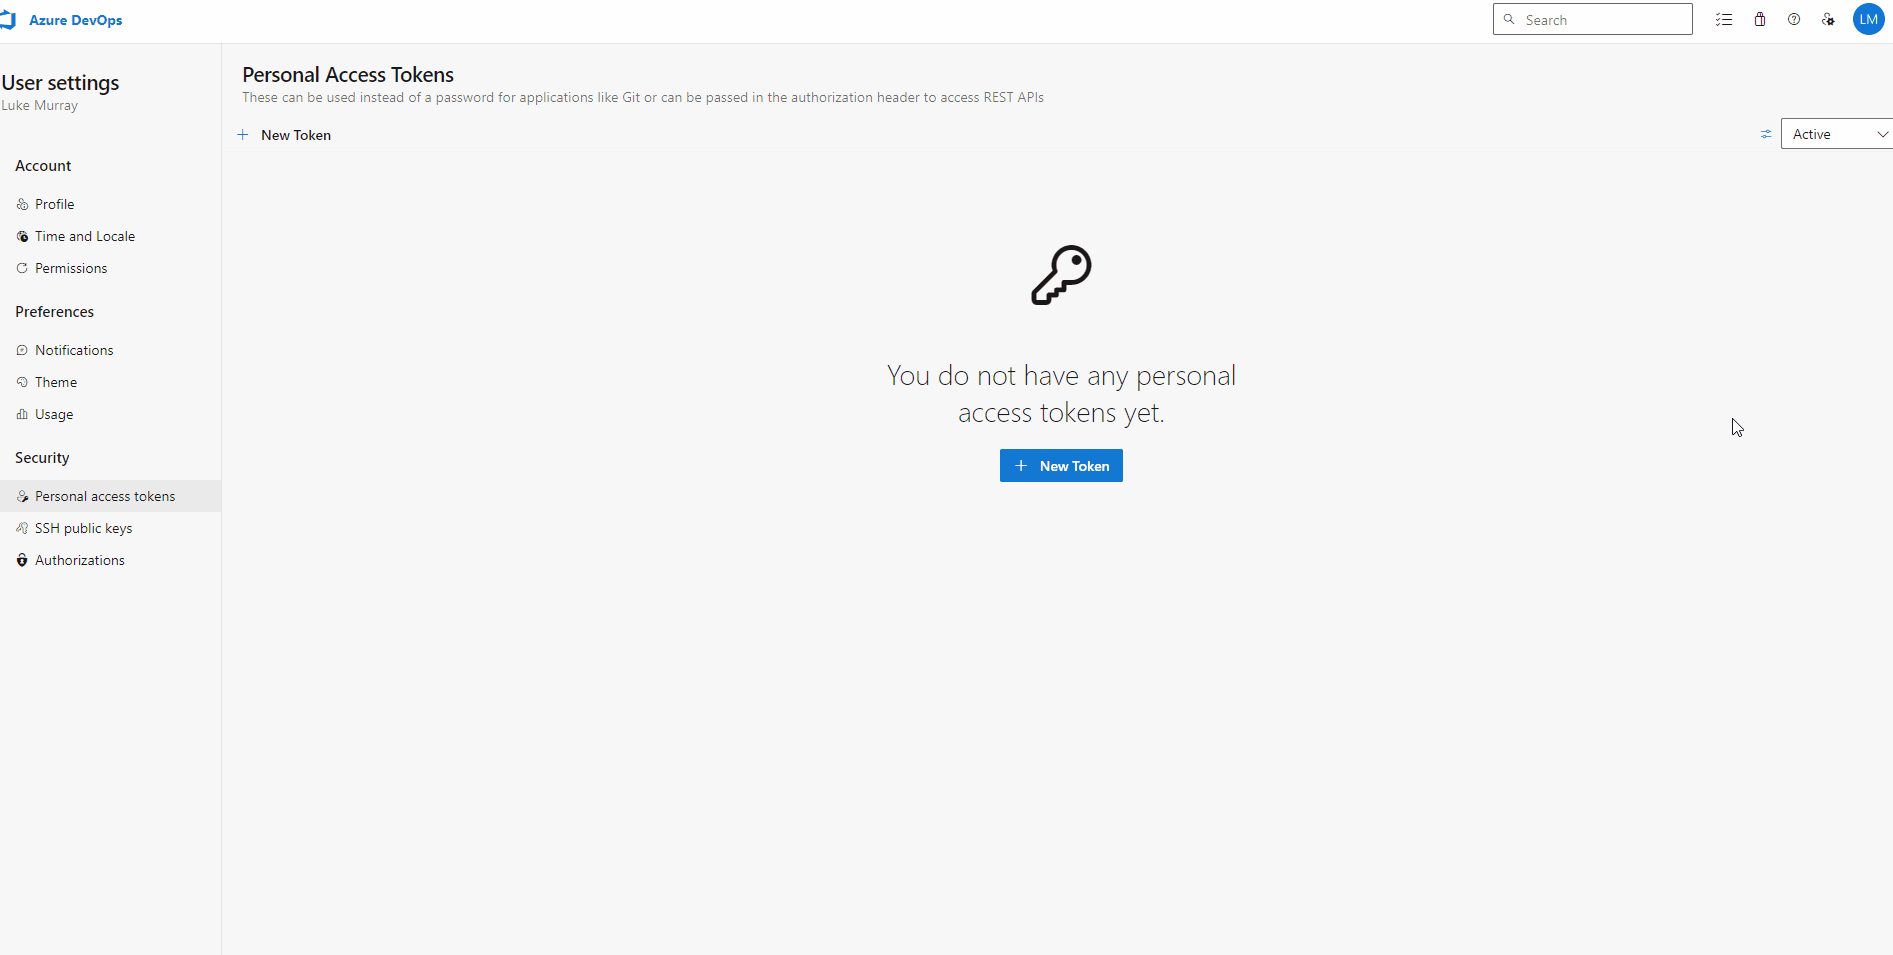 Azure DevOps
Search
LM
User settings
Luke Murray
Account
Profile
Time and Locale
Permissions
Preferences
Notifications
Theme
Usage
Security
Personal access tokens
SSH public keys
Authorizations
Personal Access Tokens
These can be used instead of a password for applications like Git or can be passed in the authorization header to access REST APIs
New Token
Active
You do not have any personal
access tokens yet.
New Token